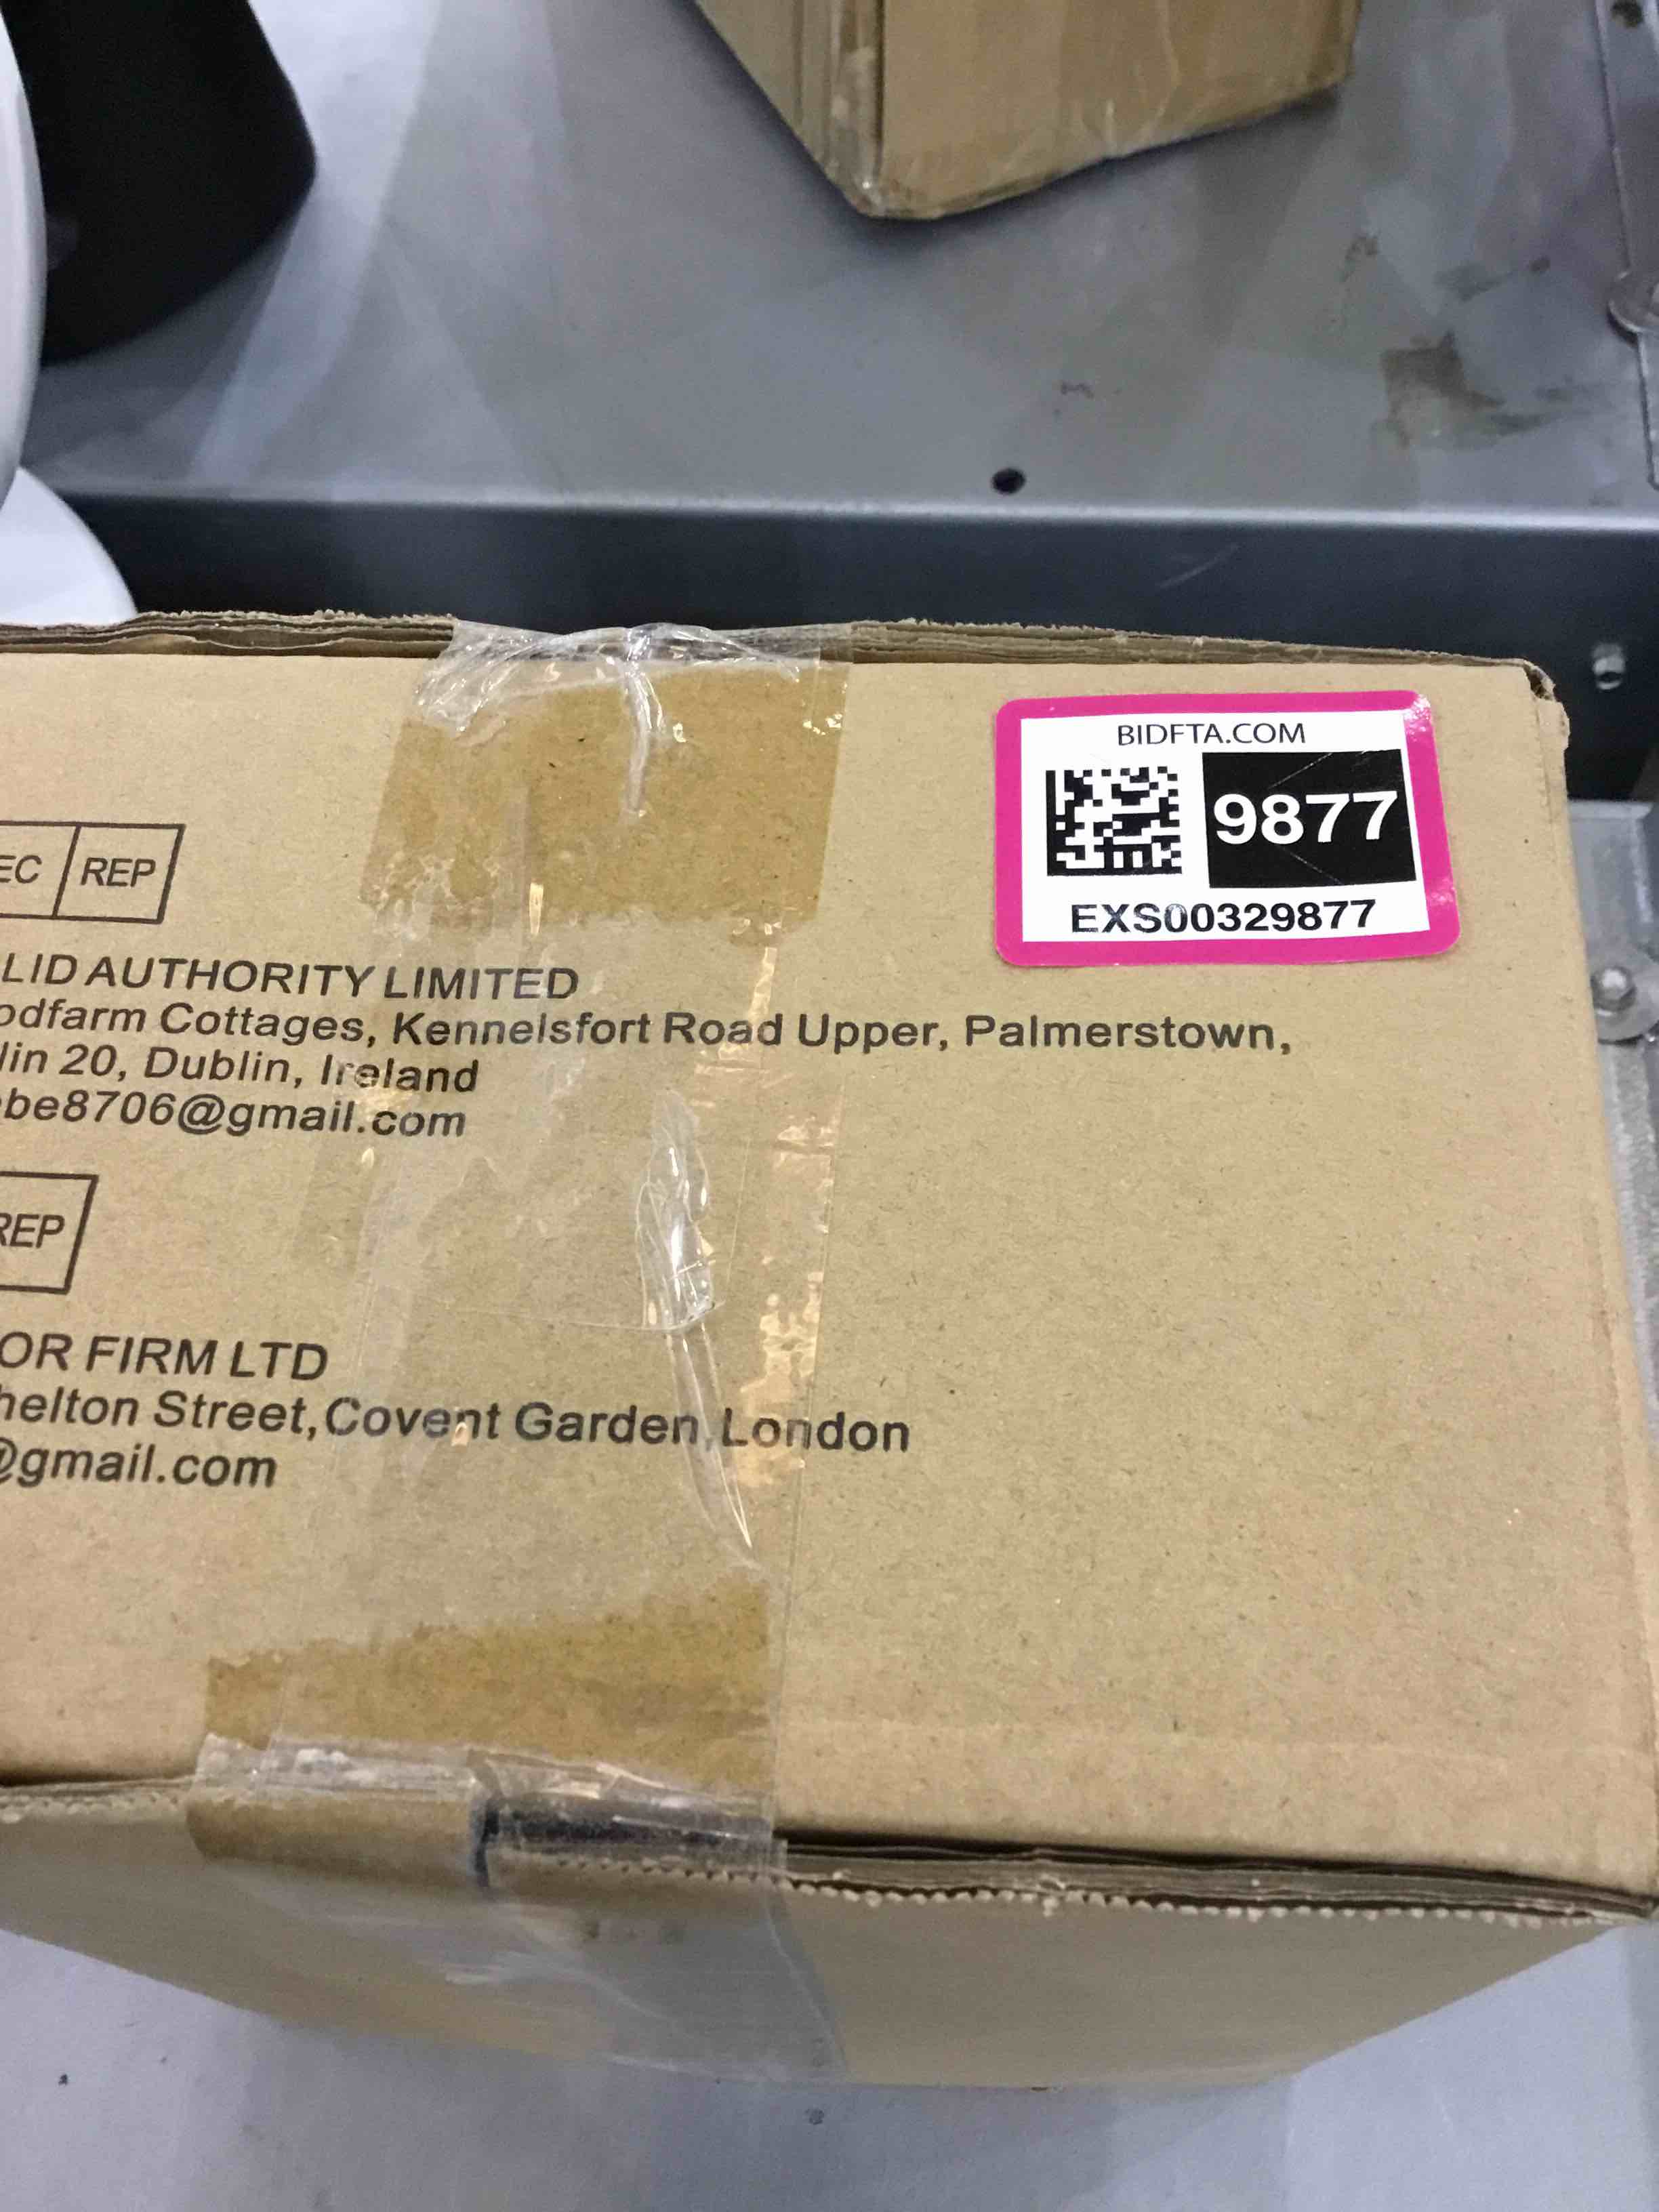 BIDFTA.COM
9877
EXS00329877
EC REP
LID AUTHORITY LIMITED
odfarm Cottages, Kennelsfort Road Upper, Palmerstown,
lin 20, Dublin, Ireland
be8706@gmail.com
REP
OR FIRM LTD
helton Street,Covent Garden,London
@gmail.com